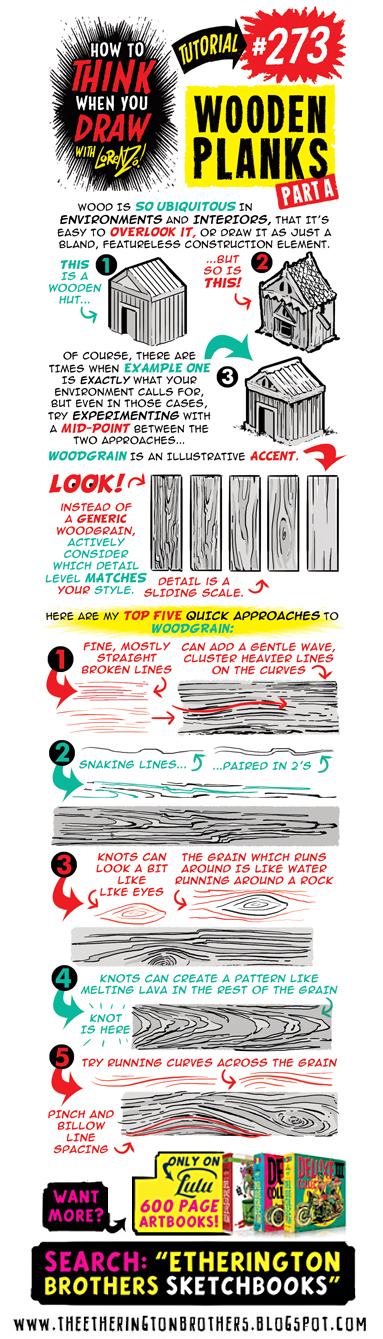 HOW TO
THINK
WHEN YOU
DRAW
WITH LORENZO!
TUTORIAL
#273
WOODEN
PLANKS
PART A
WOOD IS SO UBIQUITOUS IN
ENVIRONMENTS AND INTERIORS, THAT IT'S
EASY TO OVERLOOK IT, OR DRAW IT AS JUST A
BLAND, FEATURELESS CONSTRUCTION ELEMENT.
THIS
IS A
WOODEN
HUT...
1
...BUT
SO IS
THIS!
2
OF COURSE, THERE ARE
TIMES WHEN EXAMPLE ONE
IS EXACTLY WHAT YOUR
ENVIRONMENT CALLS FOR,
BUT EVEN IN THOSE CASES,
TRY EXPERIMENTING WITH
A MID-POINT BETWEEN THE
TWO APPROACHES...
3
WOODGRAIN IS AN ILLUSTRATIVE ACCENT.
LOOK!
INSTEAD OF
A GENERIC
WOODGRAIN,
ACTIVELY
CONSIDER
WHICH DETAIL
LEVEL MATCHES
YOUR STYLE.
DETAIL IS A
SLIDING SCALE.
HERE ARE MY TOP FIVE QUICK APPROACHES TO
WOODGRAIN:
1
FINE, MOSTLY
STRAIGHT
BROKEN LINES
CAN ADD A GENTLE WAVE,
CLUSTER HEAVIER LINES
ON THE CURVES
2
SNAKING LINES...
...PAIRED IN 2'S
3
KNOTS CAN
LOOK A BIT
LIKE
LIKE EYES
THE GRAIN WHICH RUNS
AROUND IS LIKE WATER
RUNNING AROUND A ROCK
4
KNOTS CAN CREATE A PATTERN LIKE
MELTING LAVA IN THE REST OF THE GRAIN
KNOT
IS HERE
5
TRY RUNNING CURVES ACROSS THE GRAIN
PINCH AND
BILLOW
LINE
SPACING
WANT
MORE?
ONLY ON
Lulu
600 PAGE
ARTBOOKS!
DELUXE
III
SEARCH: "ETHERINGTON
BROTHERS SKETCHBOOKS"
WWW.THEETHERINGTONBROTHERS.BLOGSPOT.COM